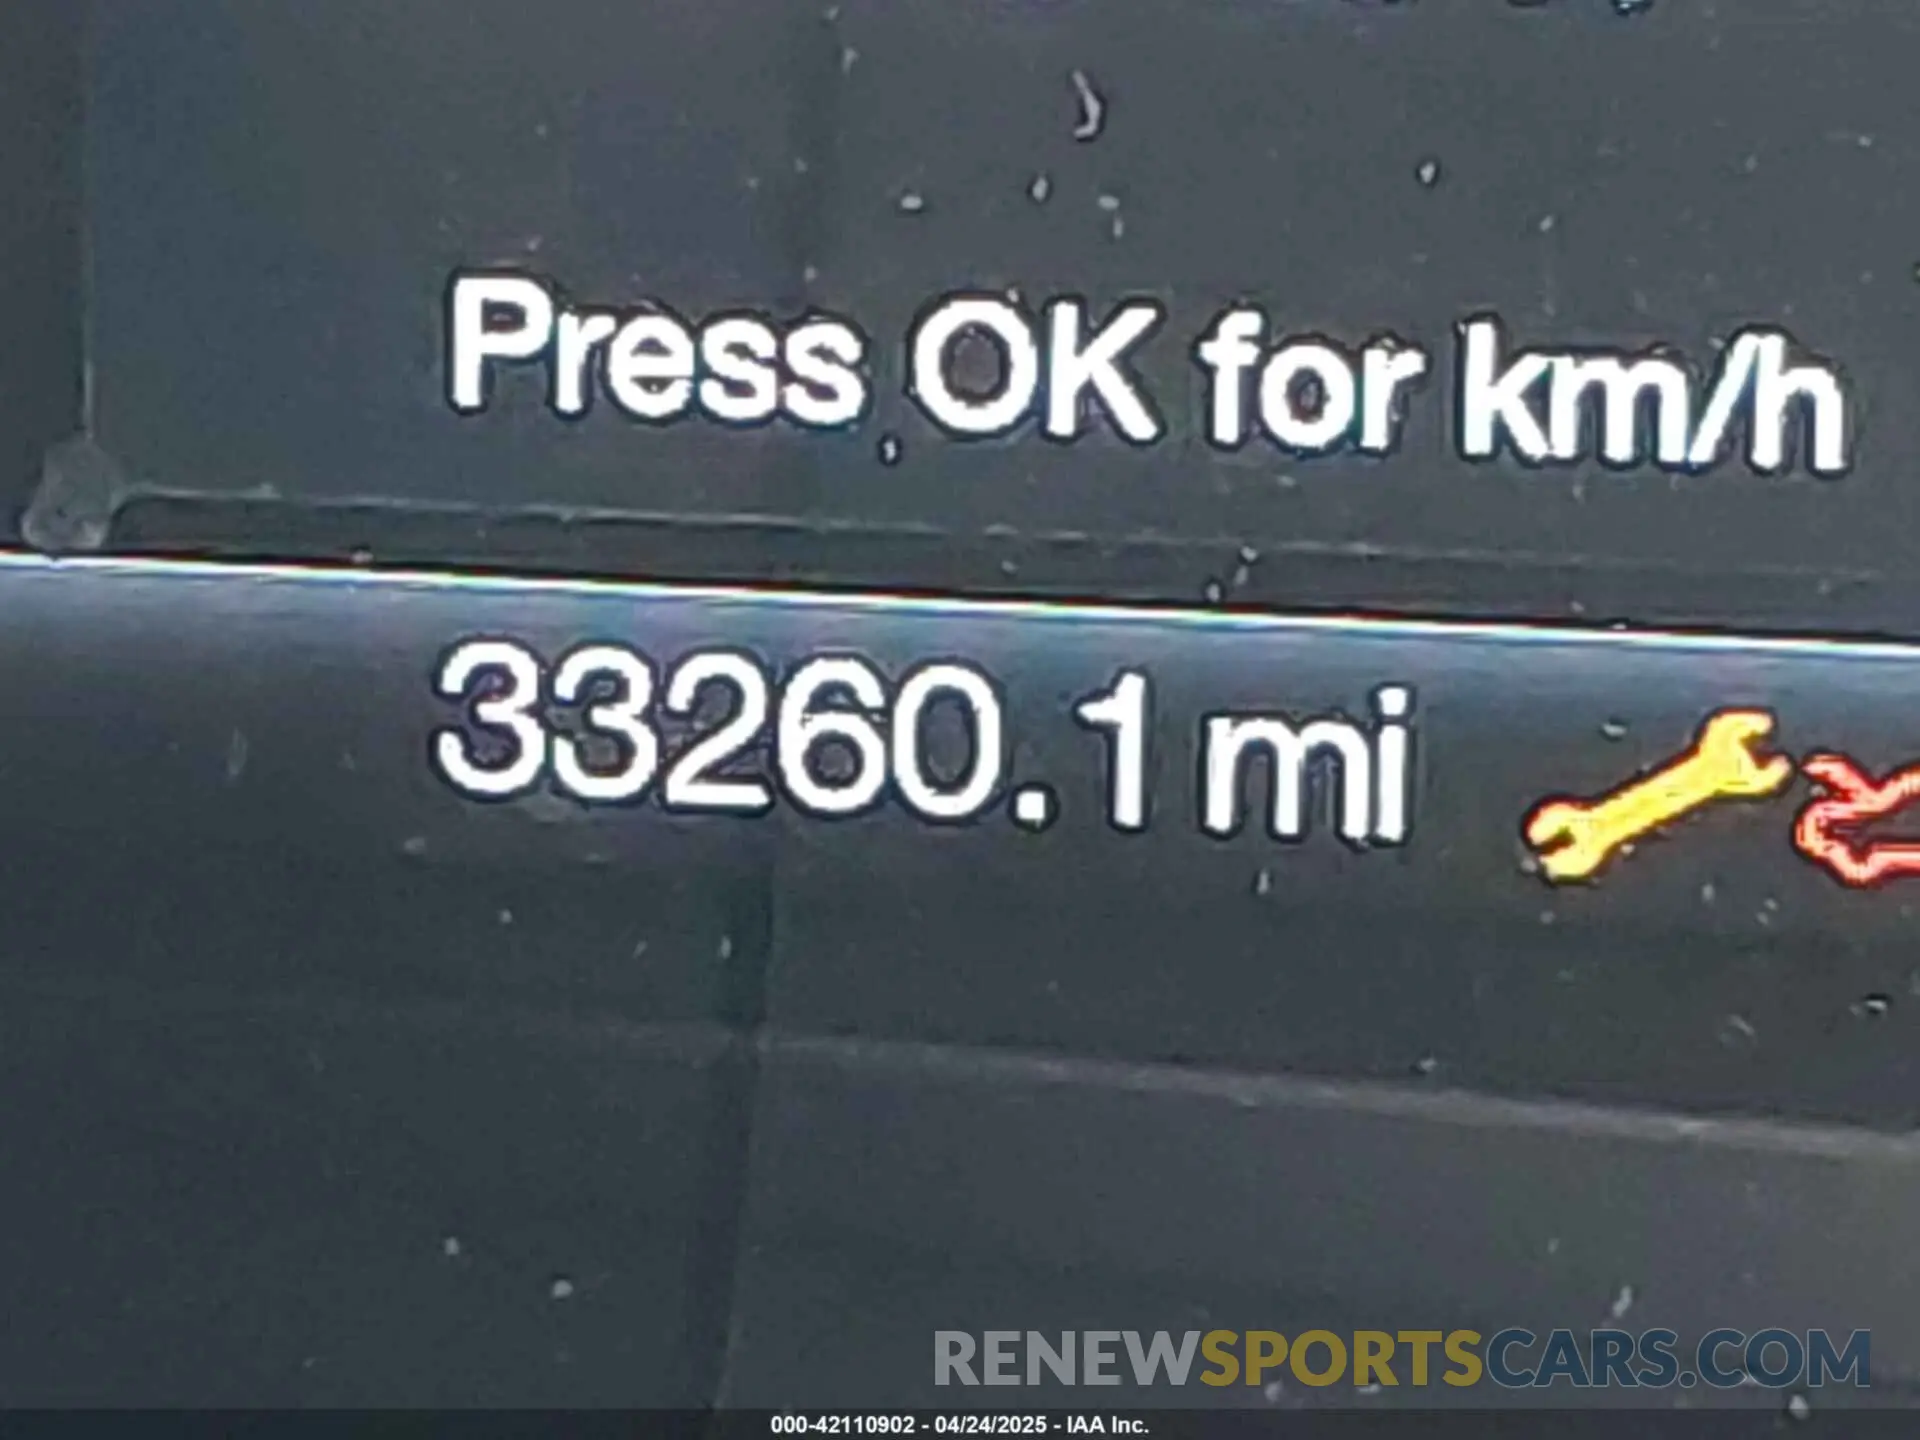 Press OK for km/h
33260.1 mi
RENEWSPORTSCARS.COM
000-42110902 - 04/24/2025 - IAA Inc.